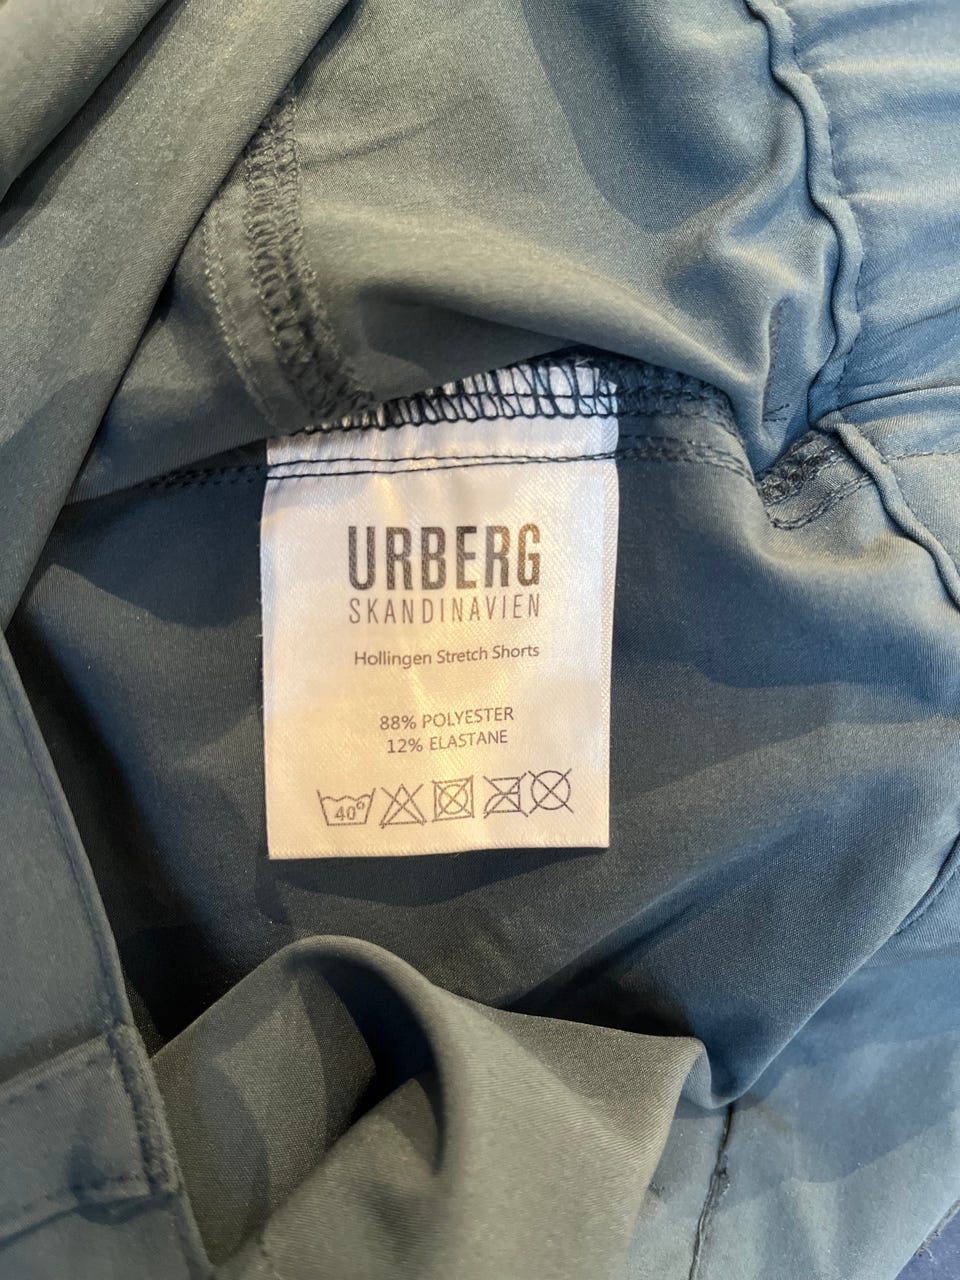 URBERG
SKANDINAVIEN
Hollingen Stretch Shorts
88% POLYESTER
12% ELASTANE
40°